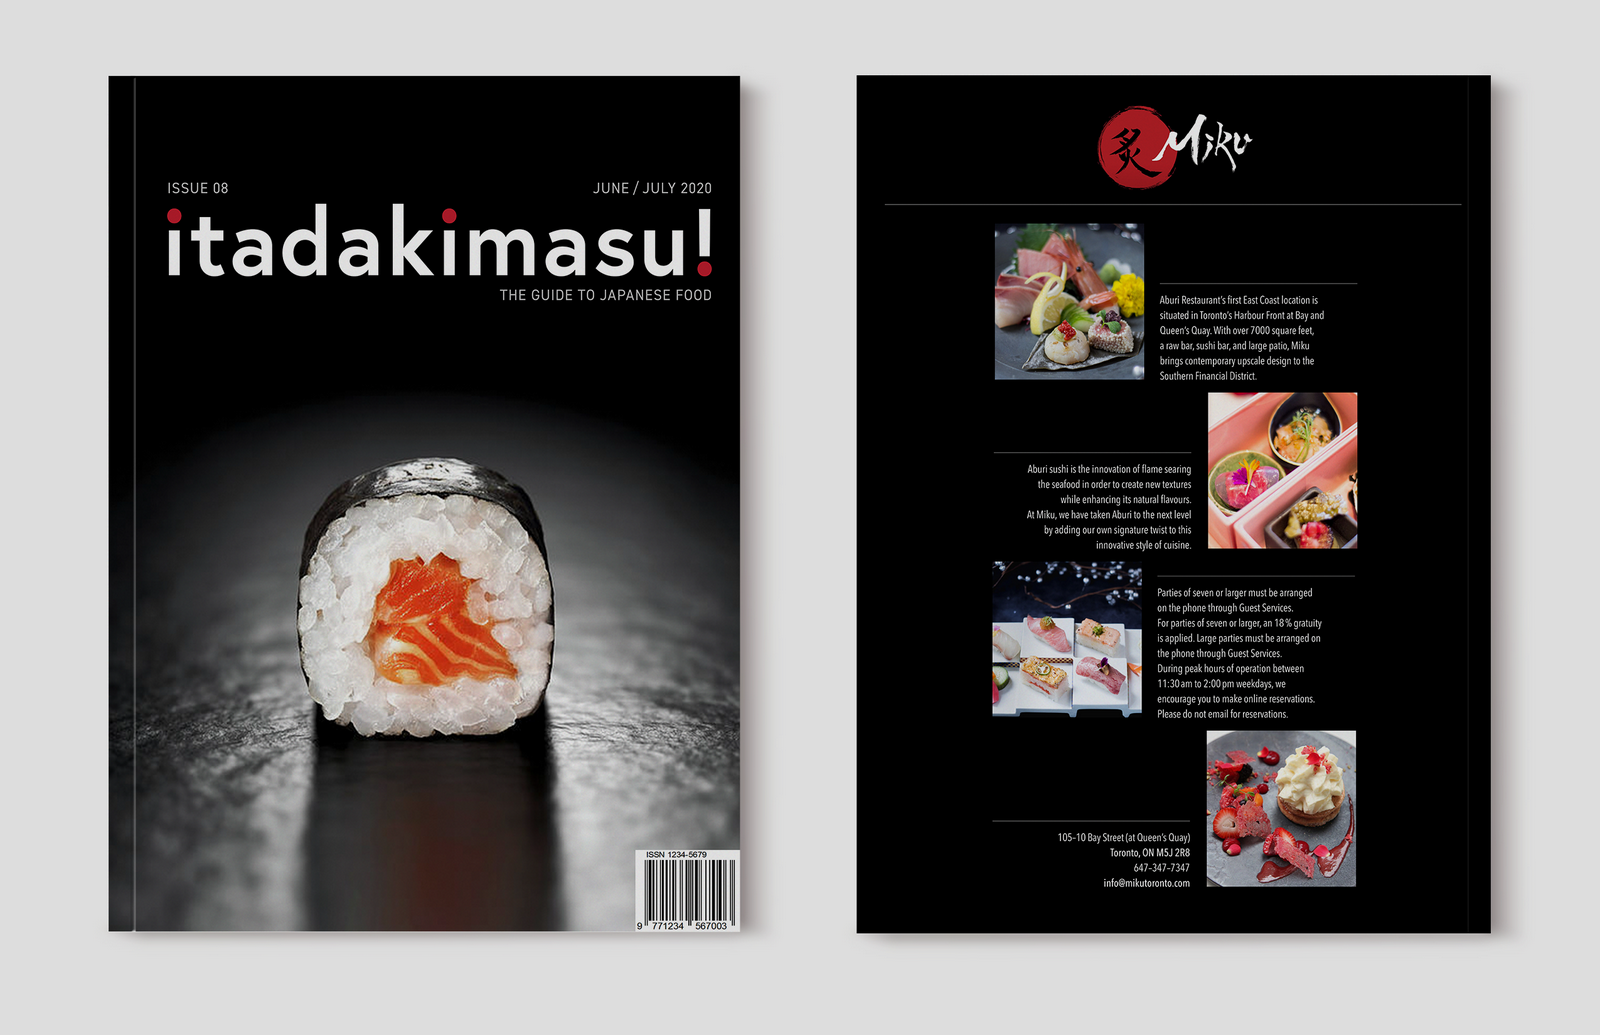 ISSUE 08
JUNE / JULY 2020
itadakimasu!
THE GUIDE TO JAPANESE FOOD
ISSN 1234-5679
9 771234 567003
炙 Miku
Aburi Restaurant's first East Coast location is
situated in Toronto's Harbour Front at Bay and
Queen's Quay. With over 7000 square feet,
a raw bar, sushi bar, and large patio, Miku
brings contemporary upscale design to the
Southern Financial District.
Aburi sushi is the innovation of flame searing
the seafood in order to create new textures
while enhancing its natural flavours.
At Miku, we have taken Aburi to the next level
by adding our own signature twist to this
innovative style of cuisine.
Parties of seven or larger must be arranged
on the phone through Guest Services.
For parties of seven or larger, an 18% gratuity
is applied. Large parties must be arranged on
the phone through Guest Services.
During peak hours of operation between
11:30 am to 2:00 pm weekdays, we
encourage you to make online reservations.
Please do not email for reservations.
105–10 Bay Street (at Queen's Quay)
Toronto, ON M5J 2R8
647–347–7347
info@mikutoronto.com